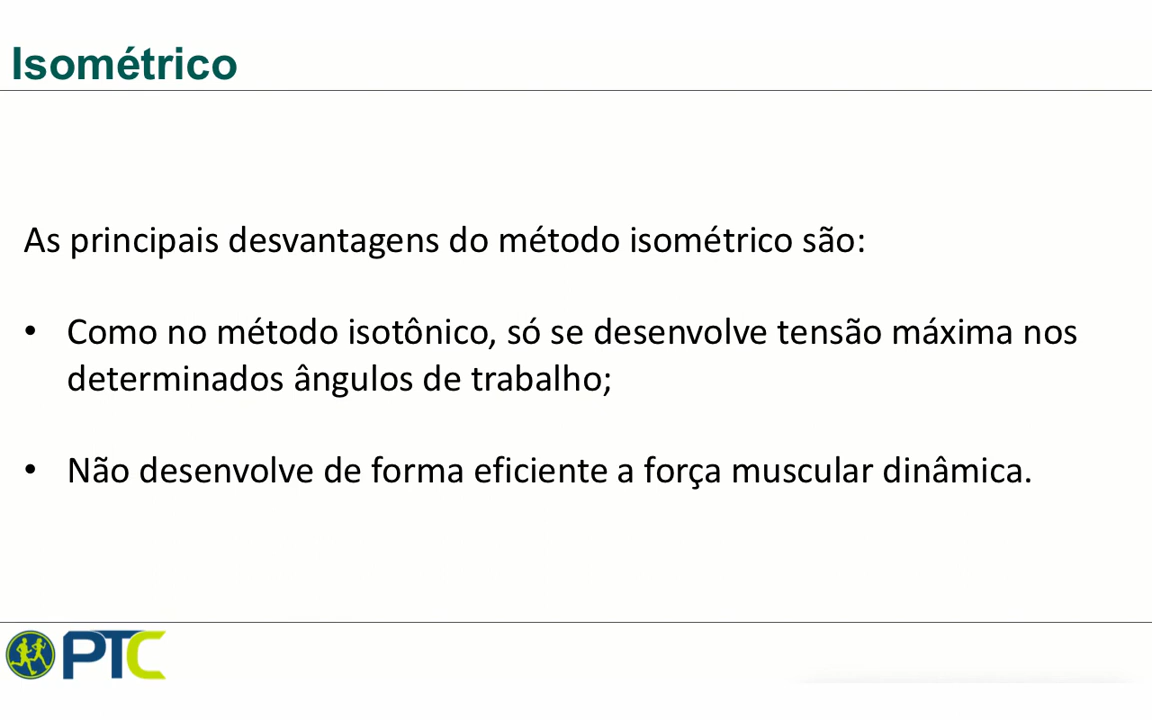 Isométrico
As principais desvantagens do método isométrico são:
• Como no método isotônico, só se desenvolve tensão máxima nos
determinados ângulos de trabalho;
• Não desenvolve de forma eficiente a força muscular dinâmica.
PTC